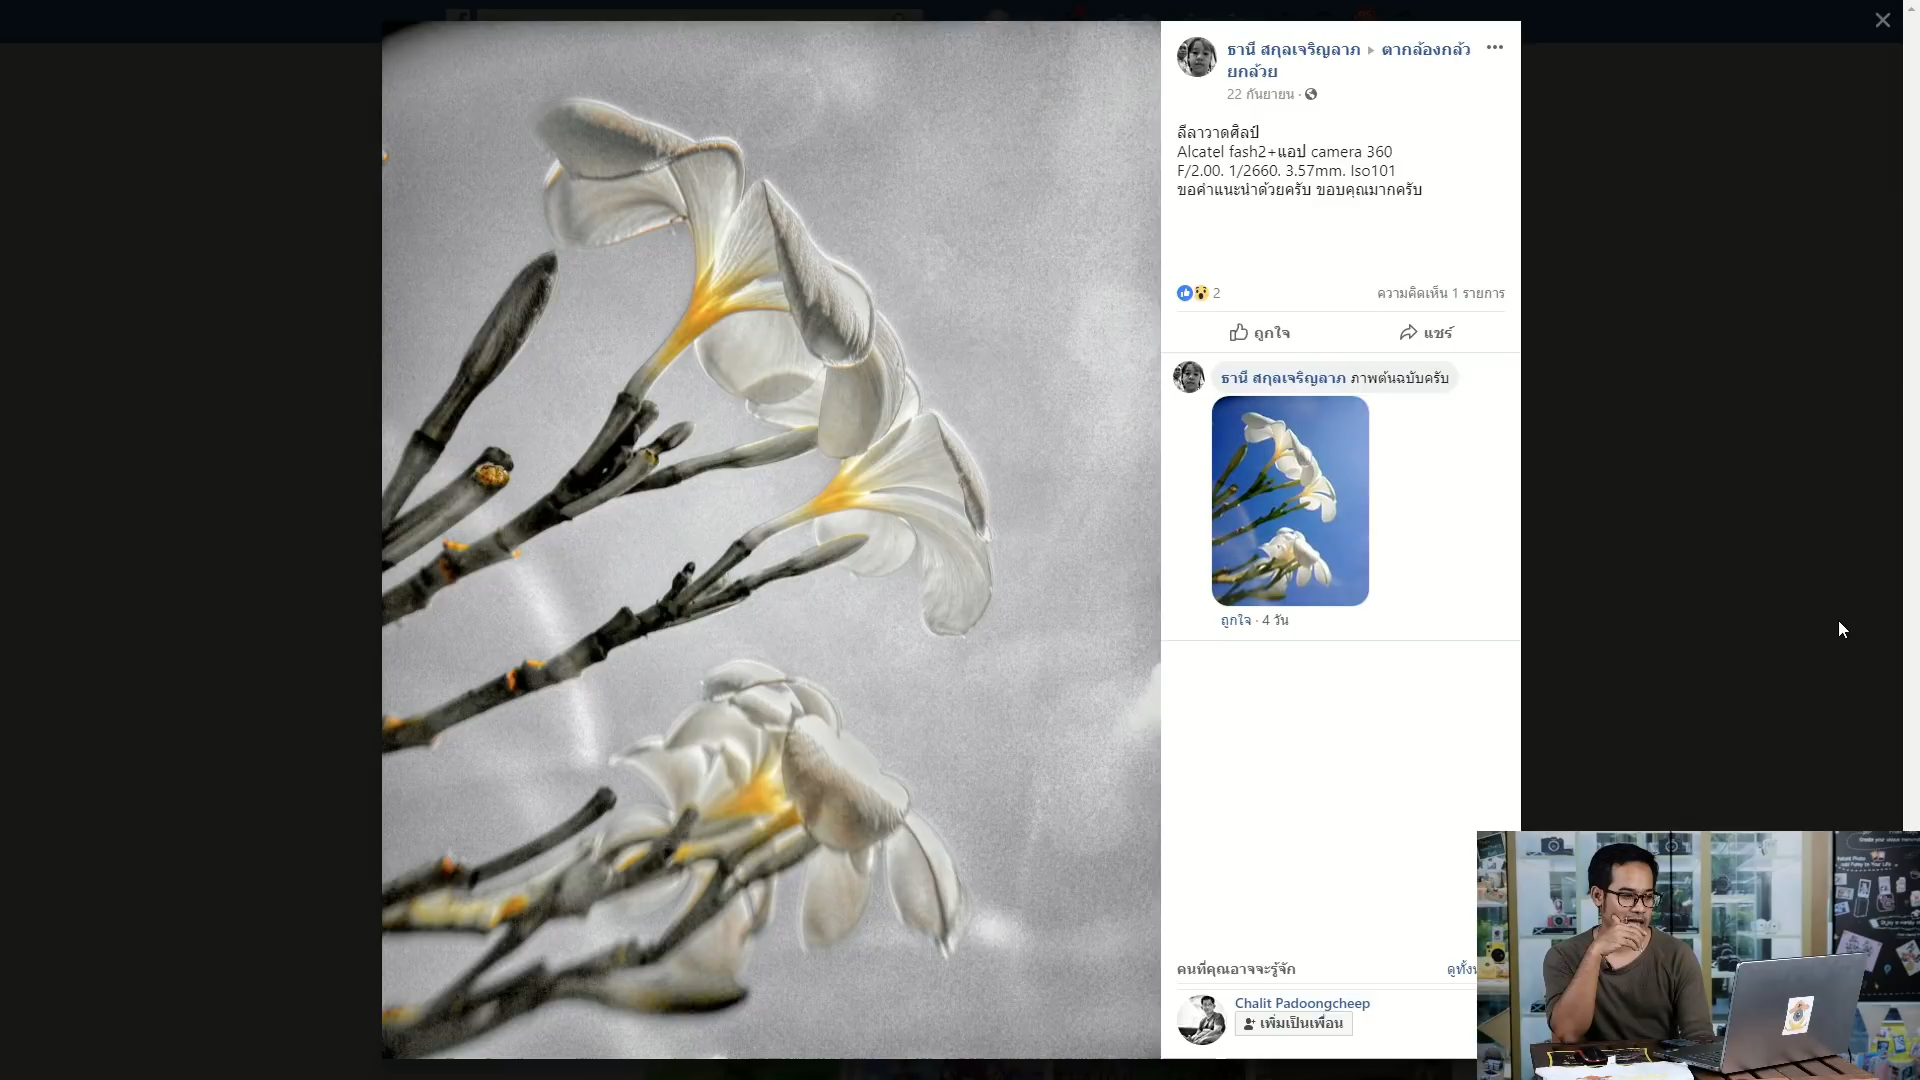 ธานี สกุลเจริญลาภ ▸ ตากล้องกล้ว
ยกล้วย
22 กันยายน ·
ลีลาวาดศิลป์
Alcatel fash2+แอป camera 360
F/2.00. 1/2660. 3.57mm. Iso101
ขอคำแนะนำด้วยครับ ขอบคุณมากครับ
2
ความคิดเห็น 1 รายการ
ถูกใจ
แชร์
ธานี สกุลเจริญลาภ ภาพต้นฉบับครับ
ถูกใจ · 4 วัน
คนที่คุณอาจจะรู้จัก
Chalit Padoongcheep
เพิ่มเป็นเพื่อน